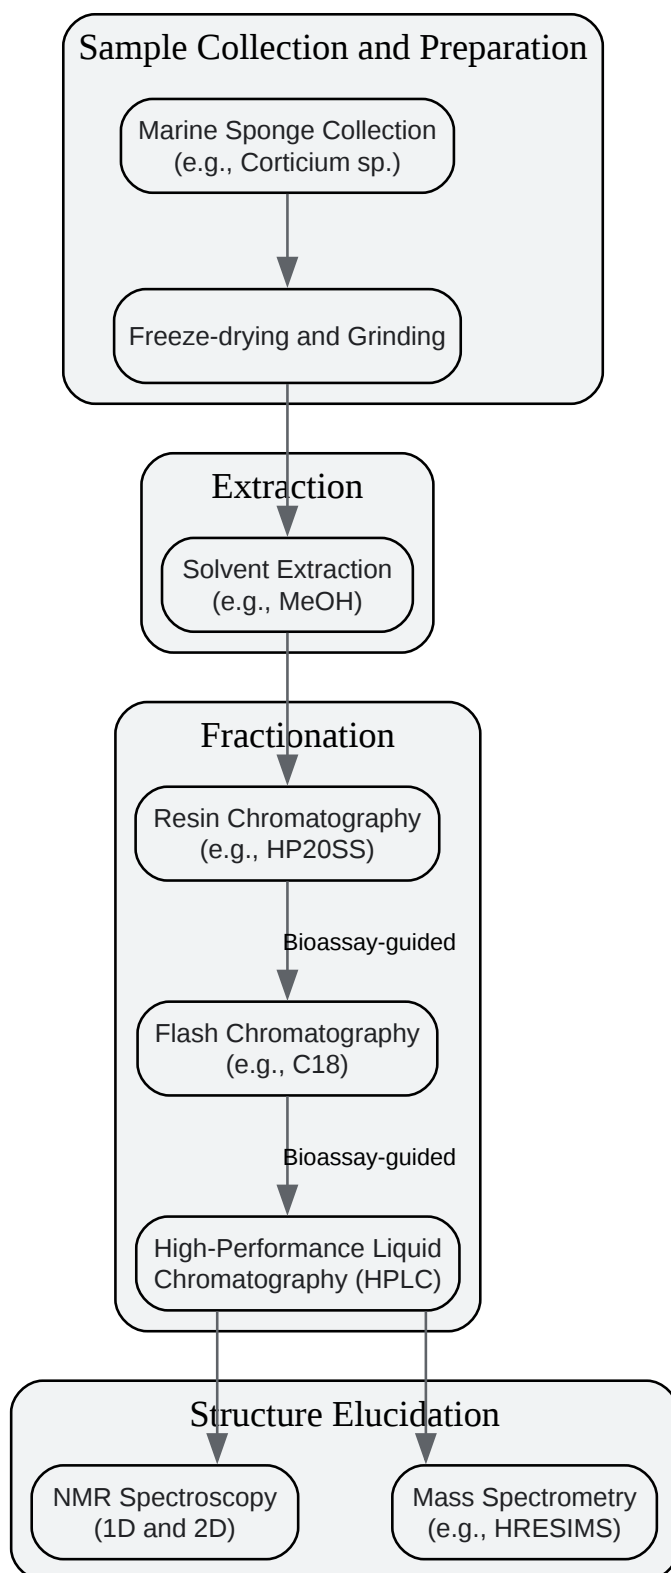 Sample Collection and Preparation
Marine Sponge Collection
(e.g., Corticium sp.)
Freeze-drying and Grinding
Extraction
Solvent Extraction
(e.g., MeOH)
Fractionation
Resin Chromatography
(e.g., HP20SS)
Bioassay-guided
Flash Chromatography
(e.g., C18)
Bioassay-guided
High-Performance Liquid
Chromatography (HPLC)
Structure Elucidation
NMR Spectroscopy
(1D and 2D)
Mass Spectrometry
(e.g., HRESIMS)